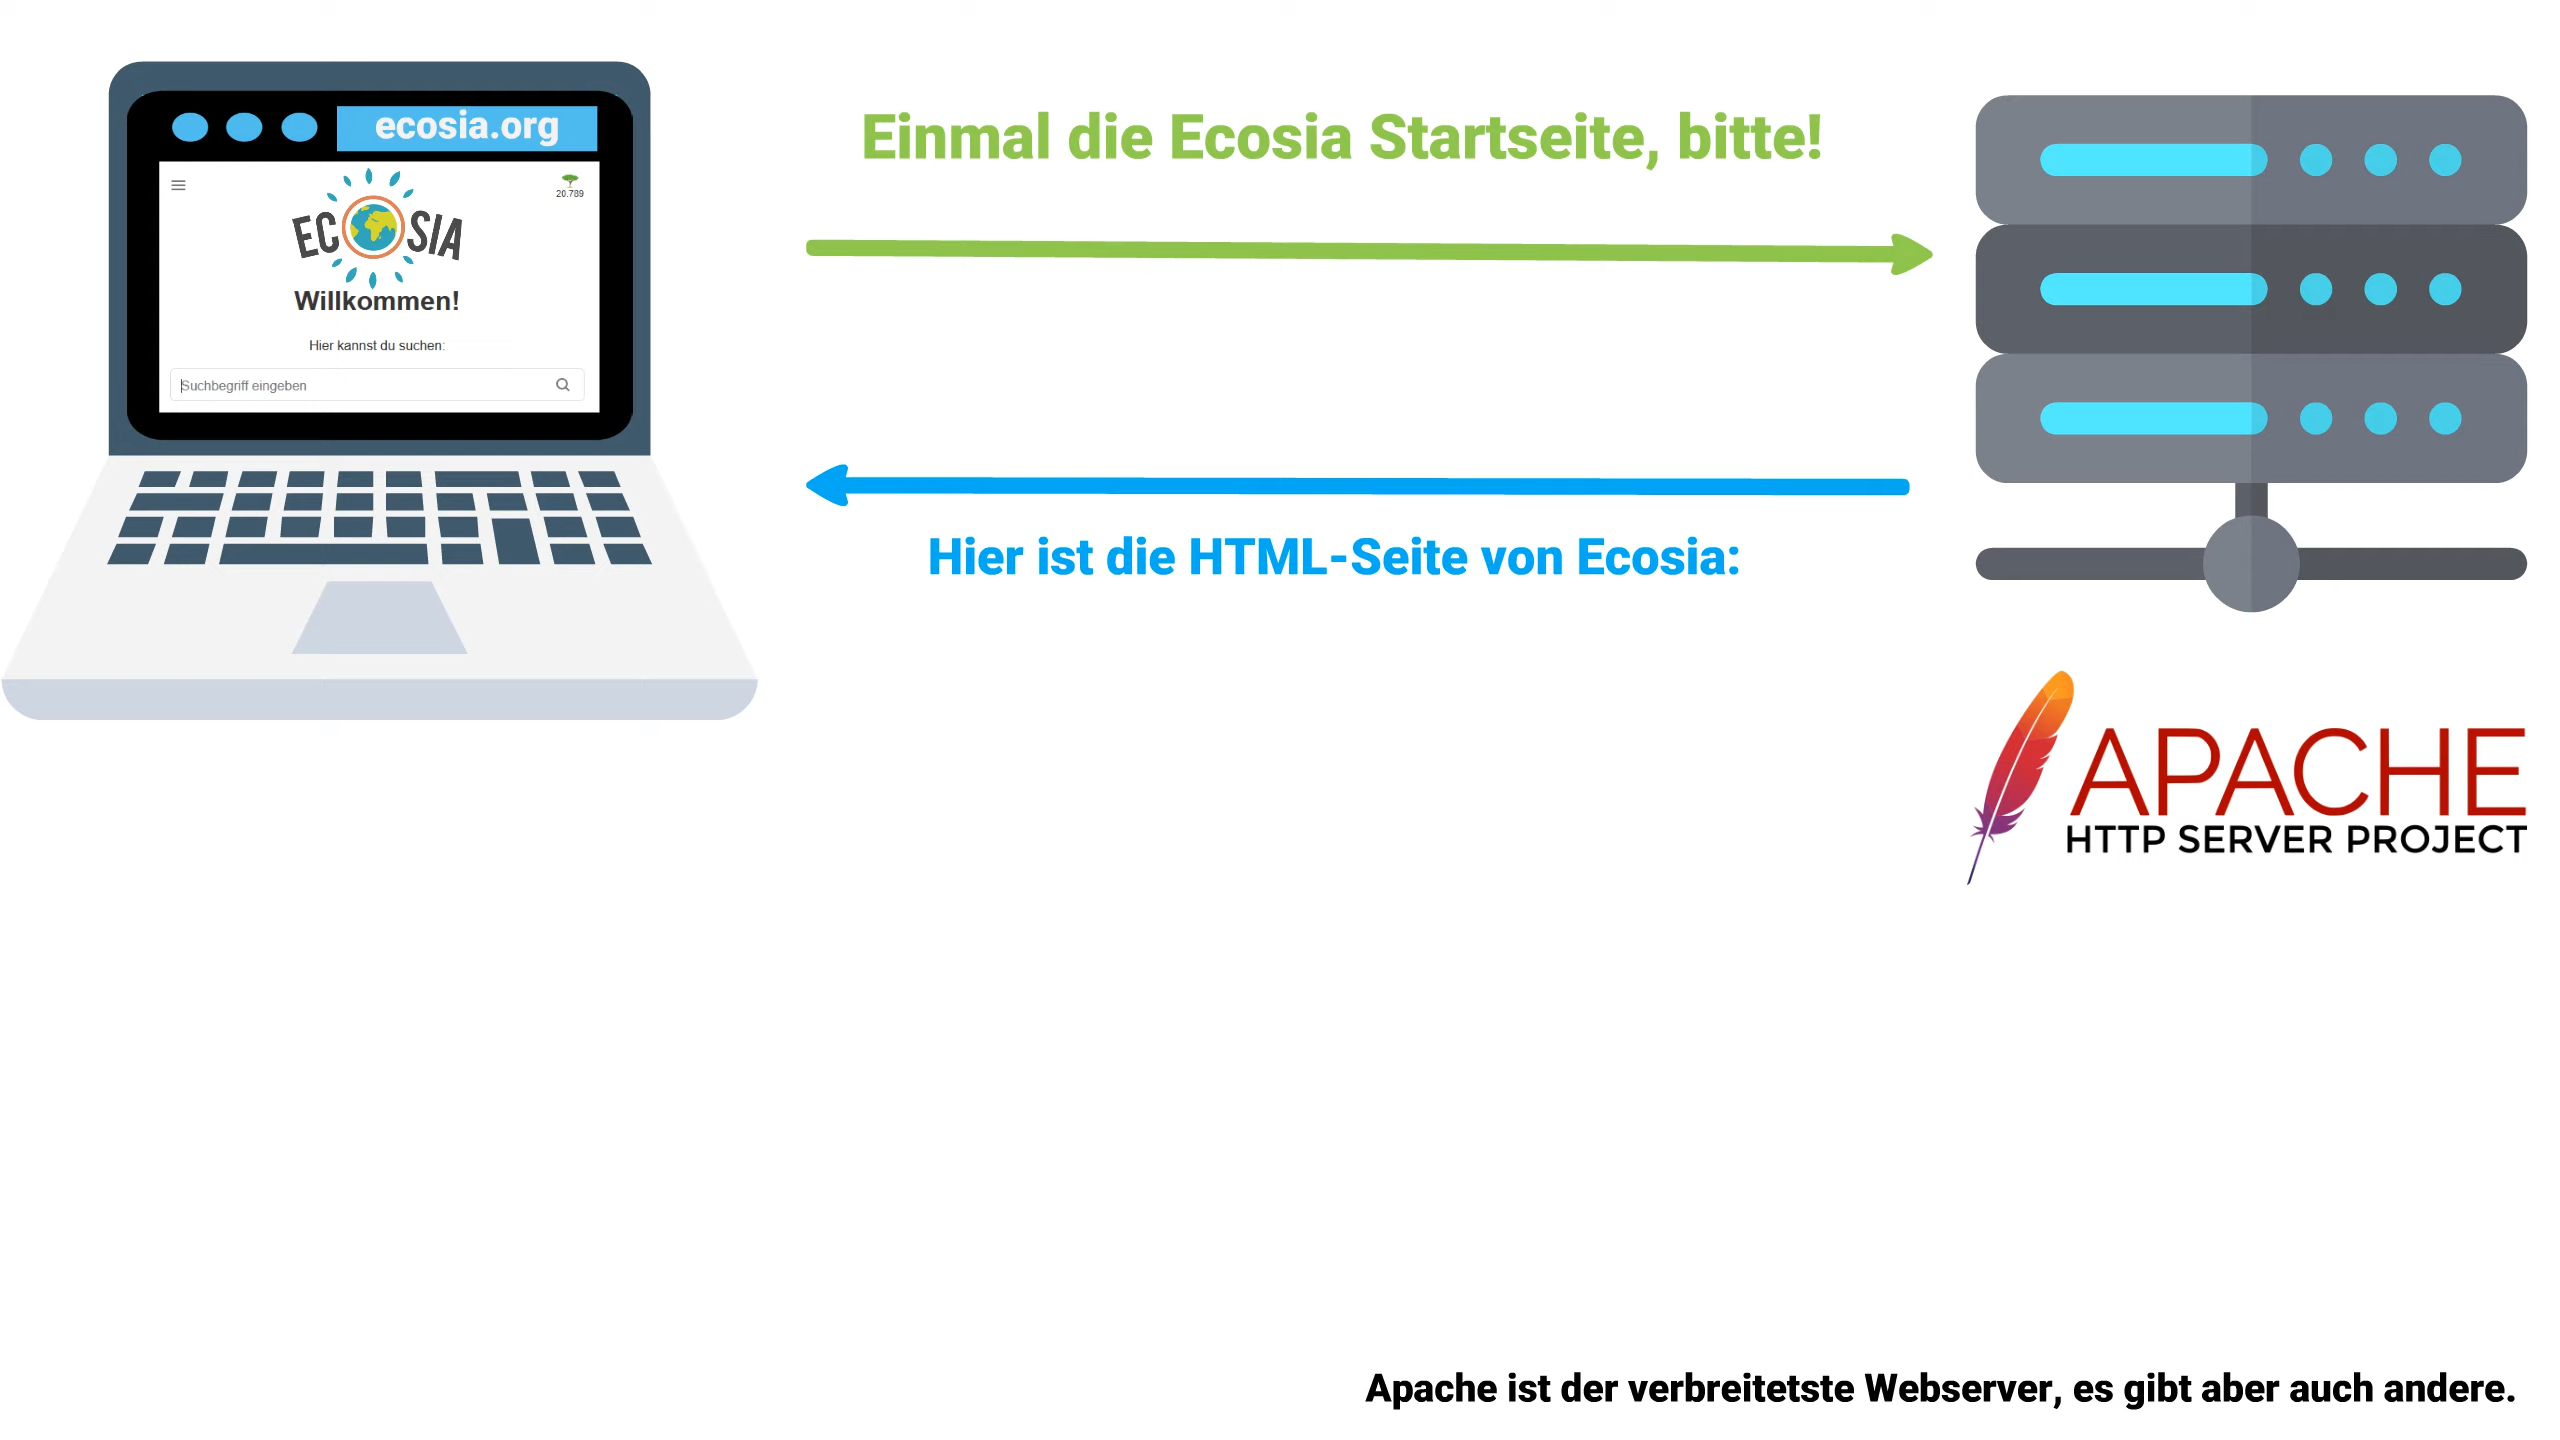 ecosia.org
20.789
ECOSIA
Willkommen!
Hier kannst du suchen:
Suchbegriff eingeben
Einmal die Ecosia Startseite, bitte!
Hier ist die HTML-Seite von Ecosia:
APACHE
HTTP SERVER PROJECT
Apache ist der verbreitetste Webserver, es gibt aber auch andere.